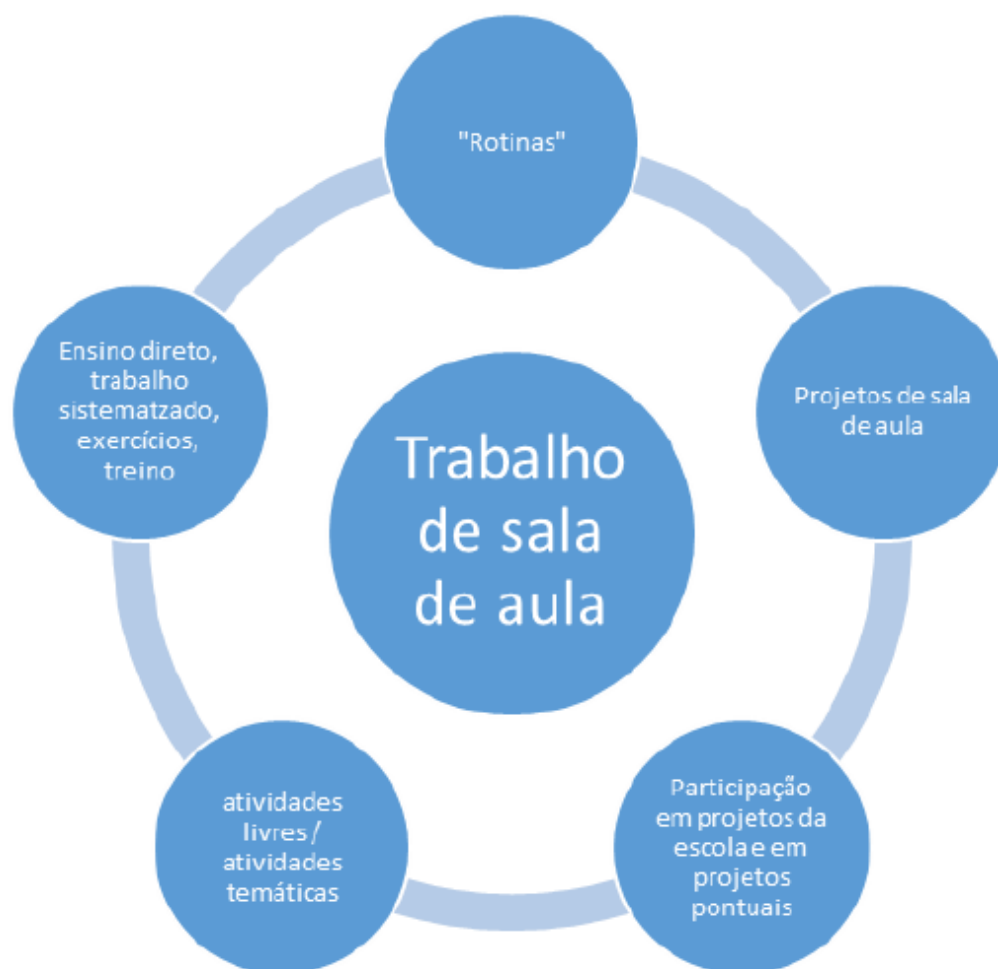 "Rotinas"
Projetos de sala
de aula
Participação
em projetos da
escola e em
projetos
pontuais
atividades
livres /
atividades
temáticas
Ensino direto,
trabalho
sistematzado,
exercícios,
treino
Trabalho
de sala
de aula